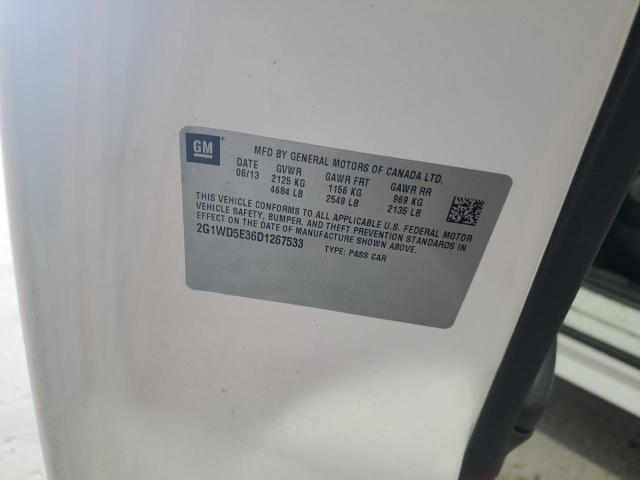 GM
MFD BY GENERAL MOTORS OF CANADA LTD.
DATE GVWR GAWR FRT GAWR RR
06/13 2125 KG 1156 KG 969 KG
4684 LB 2549 LB 2135 LB
THIS VEHICLE CONFORMS TO ALL APPLICABLE U.S. FEDERAL MOTOR
VEHICLE SAFETY, BUMPER, AND THEFT PREVENTION STANDARDS IN
EFFECT ON THE DATE OF MANUFACTURE SHOWN ABOVE.
2G1WD5E36D1267533 TYPE: PASS CAR